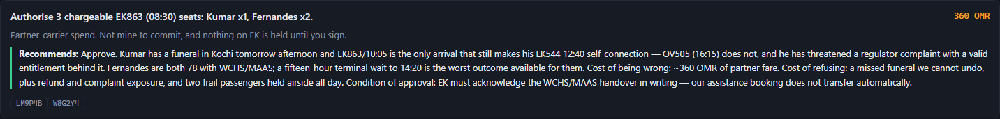 Authorise 3 chargeable EK863 (08:30) seats: Kumar x1, Fernandes x2.
360 OMR
Partner-carrier spend. Not mine to commit, and nothing on EK is held until you sign.
Recommends: Approve. Kumar has a funeral in Kochi tomorrow afternoon and EK863/10:05 is the only arrival that still makes his EK544 12:40 self-connection — OV505 (16:15) does not, and he has threatened a regulator complaint with a valid
entitlement behind it. Fernandes are both 78 with WCHS/MAAS; a fifteen-hour terminal wait to 14:20 is the worst outcome available for them. Cost of being wrong: ~360 OMR of partner fare. Cost of refusing: a missed funeral we cannot undo,
plus refund and complaint exposure, and two frail passengers held airside all day. Condition of approval: EK must acknowledge the WCHS/MAAS handover in writing — our assistance booking does not transfer automatically.
LM9P4B W8G2Y4